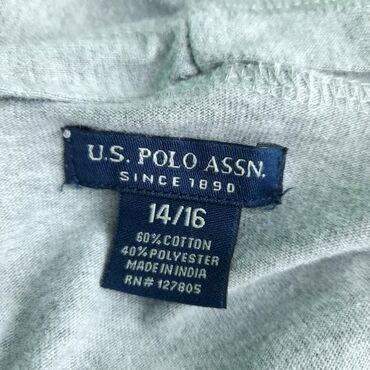 U.S. POLO ASSN.
SINCE 1890
14/16
60% COTTON
40% POLYESTER
MADE IN INDIA
RN# 127805